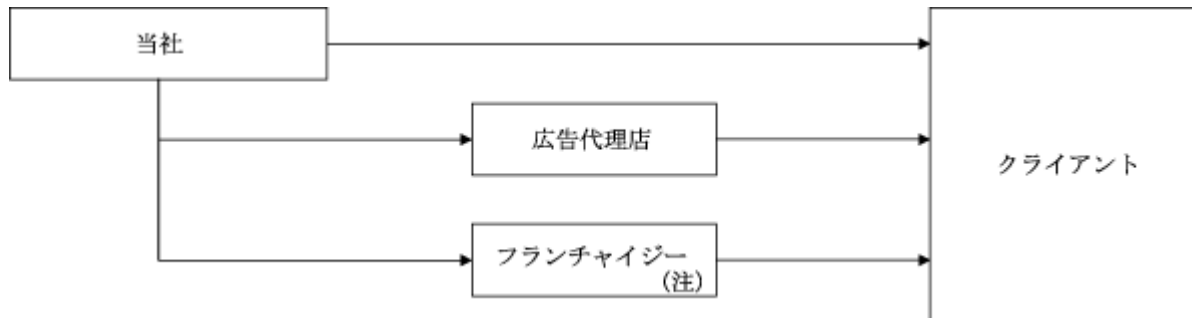 当社
広告代理店
クライアント
フランチャイジー
(注)